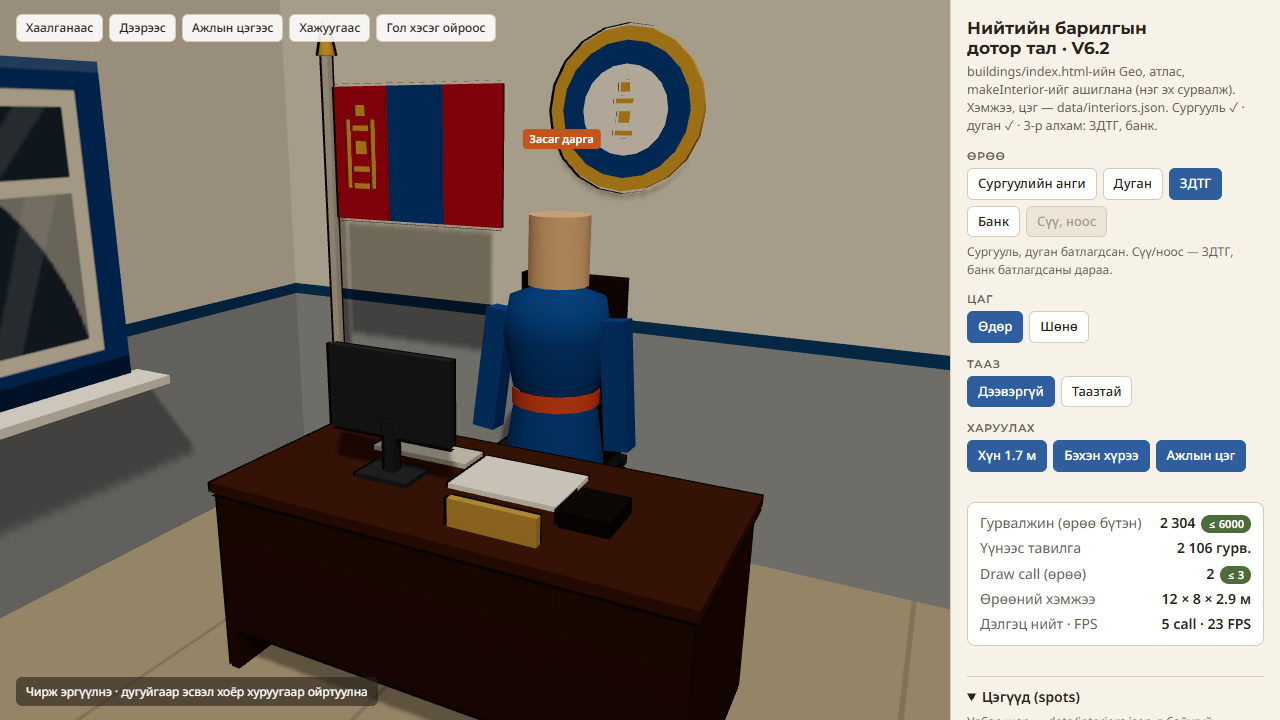 Хаалганаас
Дээрээс
Ажлын цэгээс
Хажуугаас
Гол хэсэг ойроос
Засаг дарга
Чирж эргүүлнэ · дугуйгаар эсвэл хоёр хуруугаар ойртуулна
Нийтийн барилгын
дотор тал · V6.2
buildings/index.html-ийн Geo, атлас,
makeInterior-ийг ашиглана (нэг эх сурвалж).
Хэмжээ, цэг — data/interiors.json. Сургууль ✓ ·
дуган ✓ · 3-р алхам: ЗДТГ, банк.
ӨРӨӨ
Сургуулийн анги
Дуган
ЗДТГ
Банк
Сүү, ноос
Сургууль, дуган батлагдсан. Сүү/ноос — ЗДТГ,
банк батлагдсаны дараа.
ЦАГ
Өдөр
Шөнө
ТААЗ
Дээвэргүй
Таазтай
ХАРУУЛАХ
Хүн 1.7 м
Бэхэн хүрээ
Ажлын цэг
Гурвалжин (өрөө бүтэн) 2 304 ≤ 6000
Үүнээс тавилга 2 106 гурв.
Draw call (өрөө) 2 ≤ 3
Өрөөний хэмжээ 12 × 8 × 2.9 м
Дэлгэц нийт · FPS 5 call · 23 FPS
▼ Цэгүүд (spots)